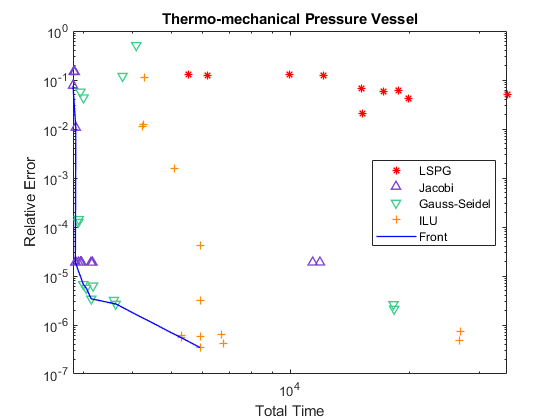 Thermo-mechanical Pressure Vessel
10^0
10^-1
10^-2
10^-3
10^-4
10^-5
10^-6
10^-7
Relative Error
LSPG
Jacobi
Gauss-Seidel
ILU
Front
10^4
Total Time